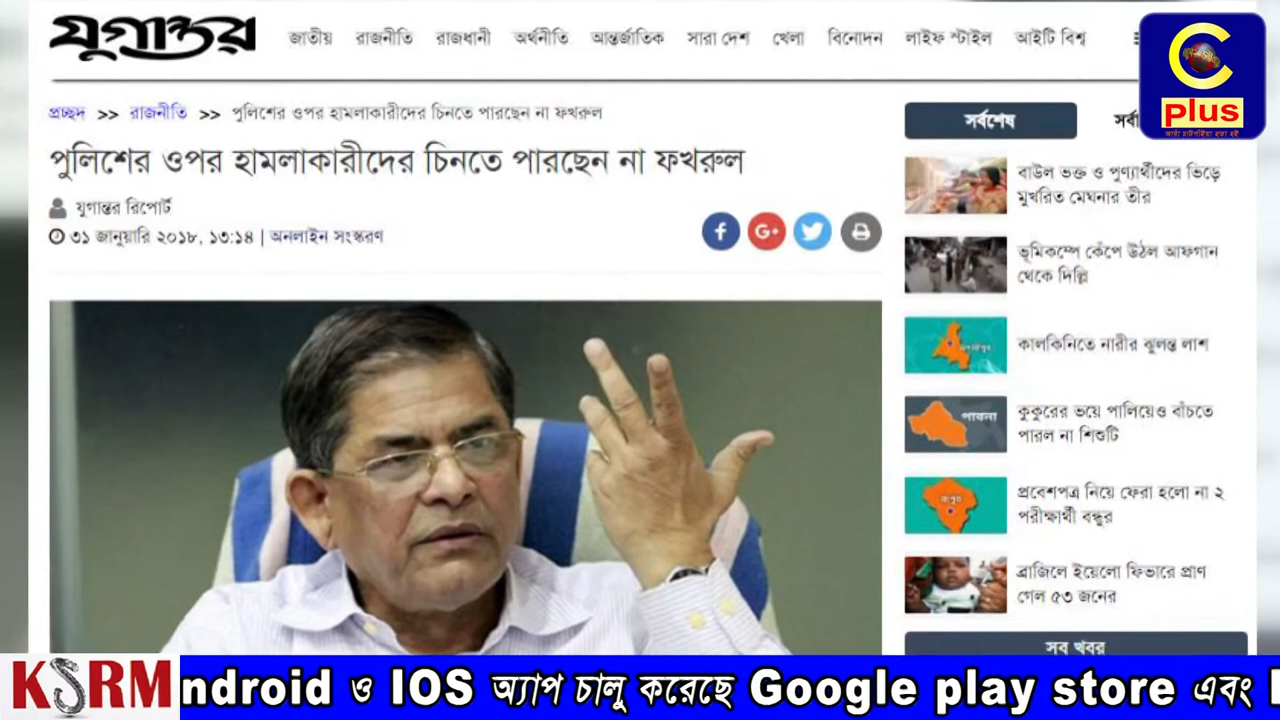 যুগান্তর
জাতীয় রাজনীতি রাজধানী অর্থনীতি আন্তর্জাতিক সারা দেশ খেলা বিনোদন লাইফ স্টাইল আইটি বিশ্ব
C
plus
প্রচ্ছদ >> রাজনীতি >> পুলিশের ওপর হামলাকারীদের চিনতে পারছেন না ফখরুল
পুলিশের ওপর হামলাকারীদের চিনতে পারছেন না ফখরুল
যুগান্তর রিপোর্ট
৩১ জানুয়ারি ২০১৮, ১৩:১৪ | অনলাইন সংস্করণ
f G+
সর্বশেষ
বাউল ভক্ত ও পুণ্যার্থীদের ভিড়ে
মুখরিত মেঘনার তীর
ভূমিকম্পে কেঁপে উঠল আফগান
থেকে দিল্লি
কালকিনিতে নারীর ঝুলন্ত লাশ
পাবনা
কুকুরের ভয়ে পালিয়েও বাঁচতে
পারল না শিশুটি
প্রবেশপত্র নিয়ে ফেরা হলো না ২
পরীক্ষার্থী বন্ধুর
ব্রাজিলে ইয়েলো ফিভারে প্রাণ
গেল ৫৩ জনের
সব খবর
KSRM
ndroid ও IOS অ্যাপ চালু করেছে Google play store এবং